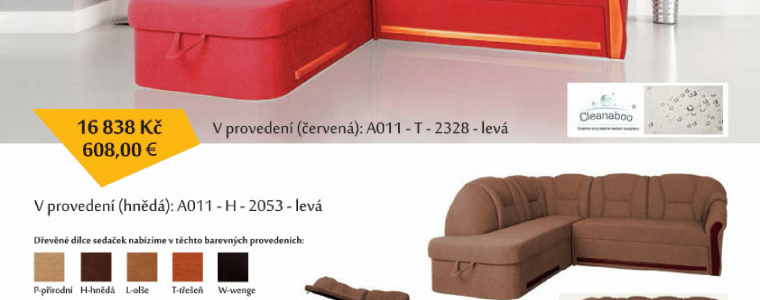 Cleanaboo
16 838 Kč
608,00 €
V provedení (červená): A011 - T - 2328 - levá
V provedení (hnědá): A011 - H - 2053 - levá
Dřevěné dílce sedaček nabízíme v těchto barevných provedeních:
P-přírodní H-hnědá L-olše T-třešeň W-wenge